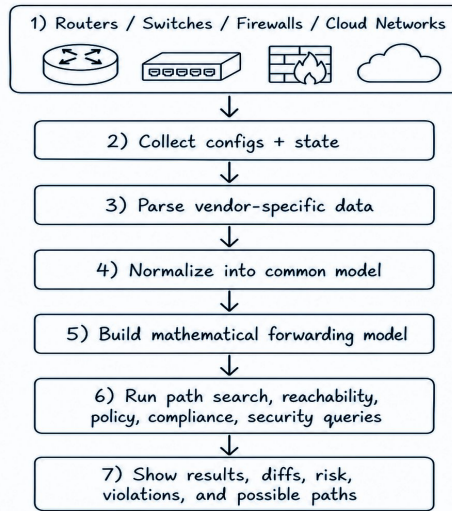 1) Routers / Switches / Firewalls / Cloud Networks
2) Collect configs + state
3) Parse vendor-specific data
4) Normalize into common model
5) Build mathematical forwarding model
6) Run path search, reachability,
policy, compliance, security queries
7) Show results, diffs, risk,
violations, and possible paths